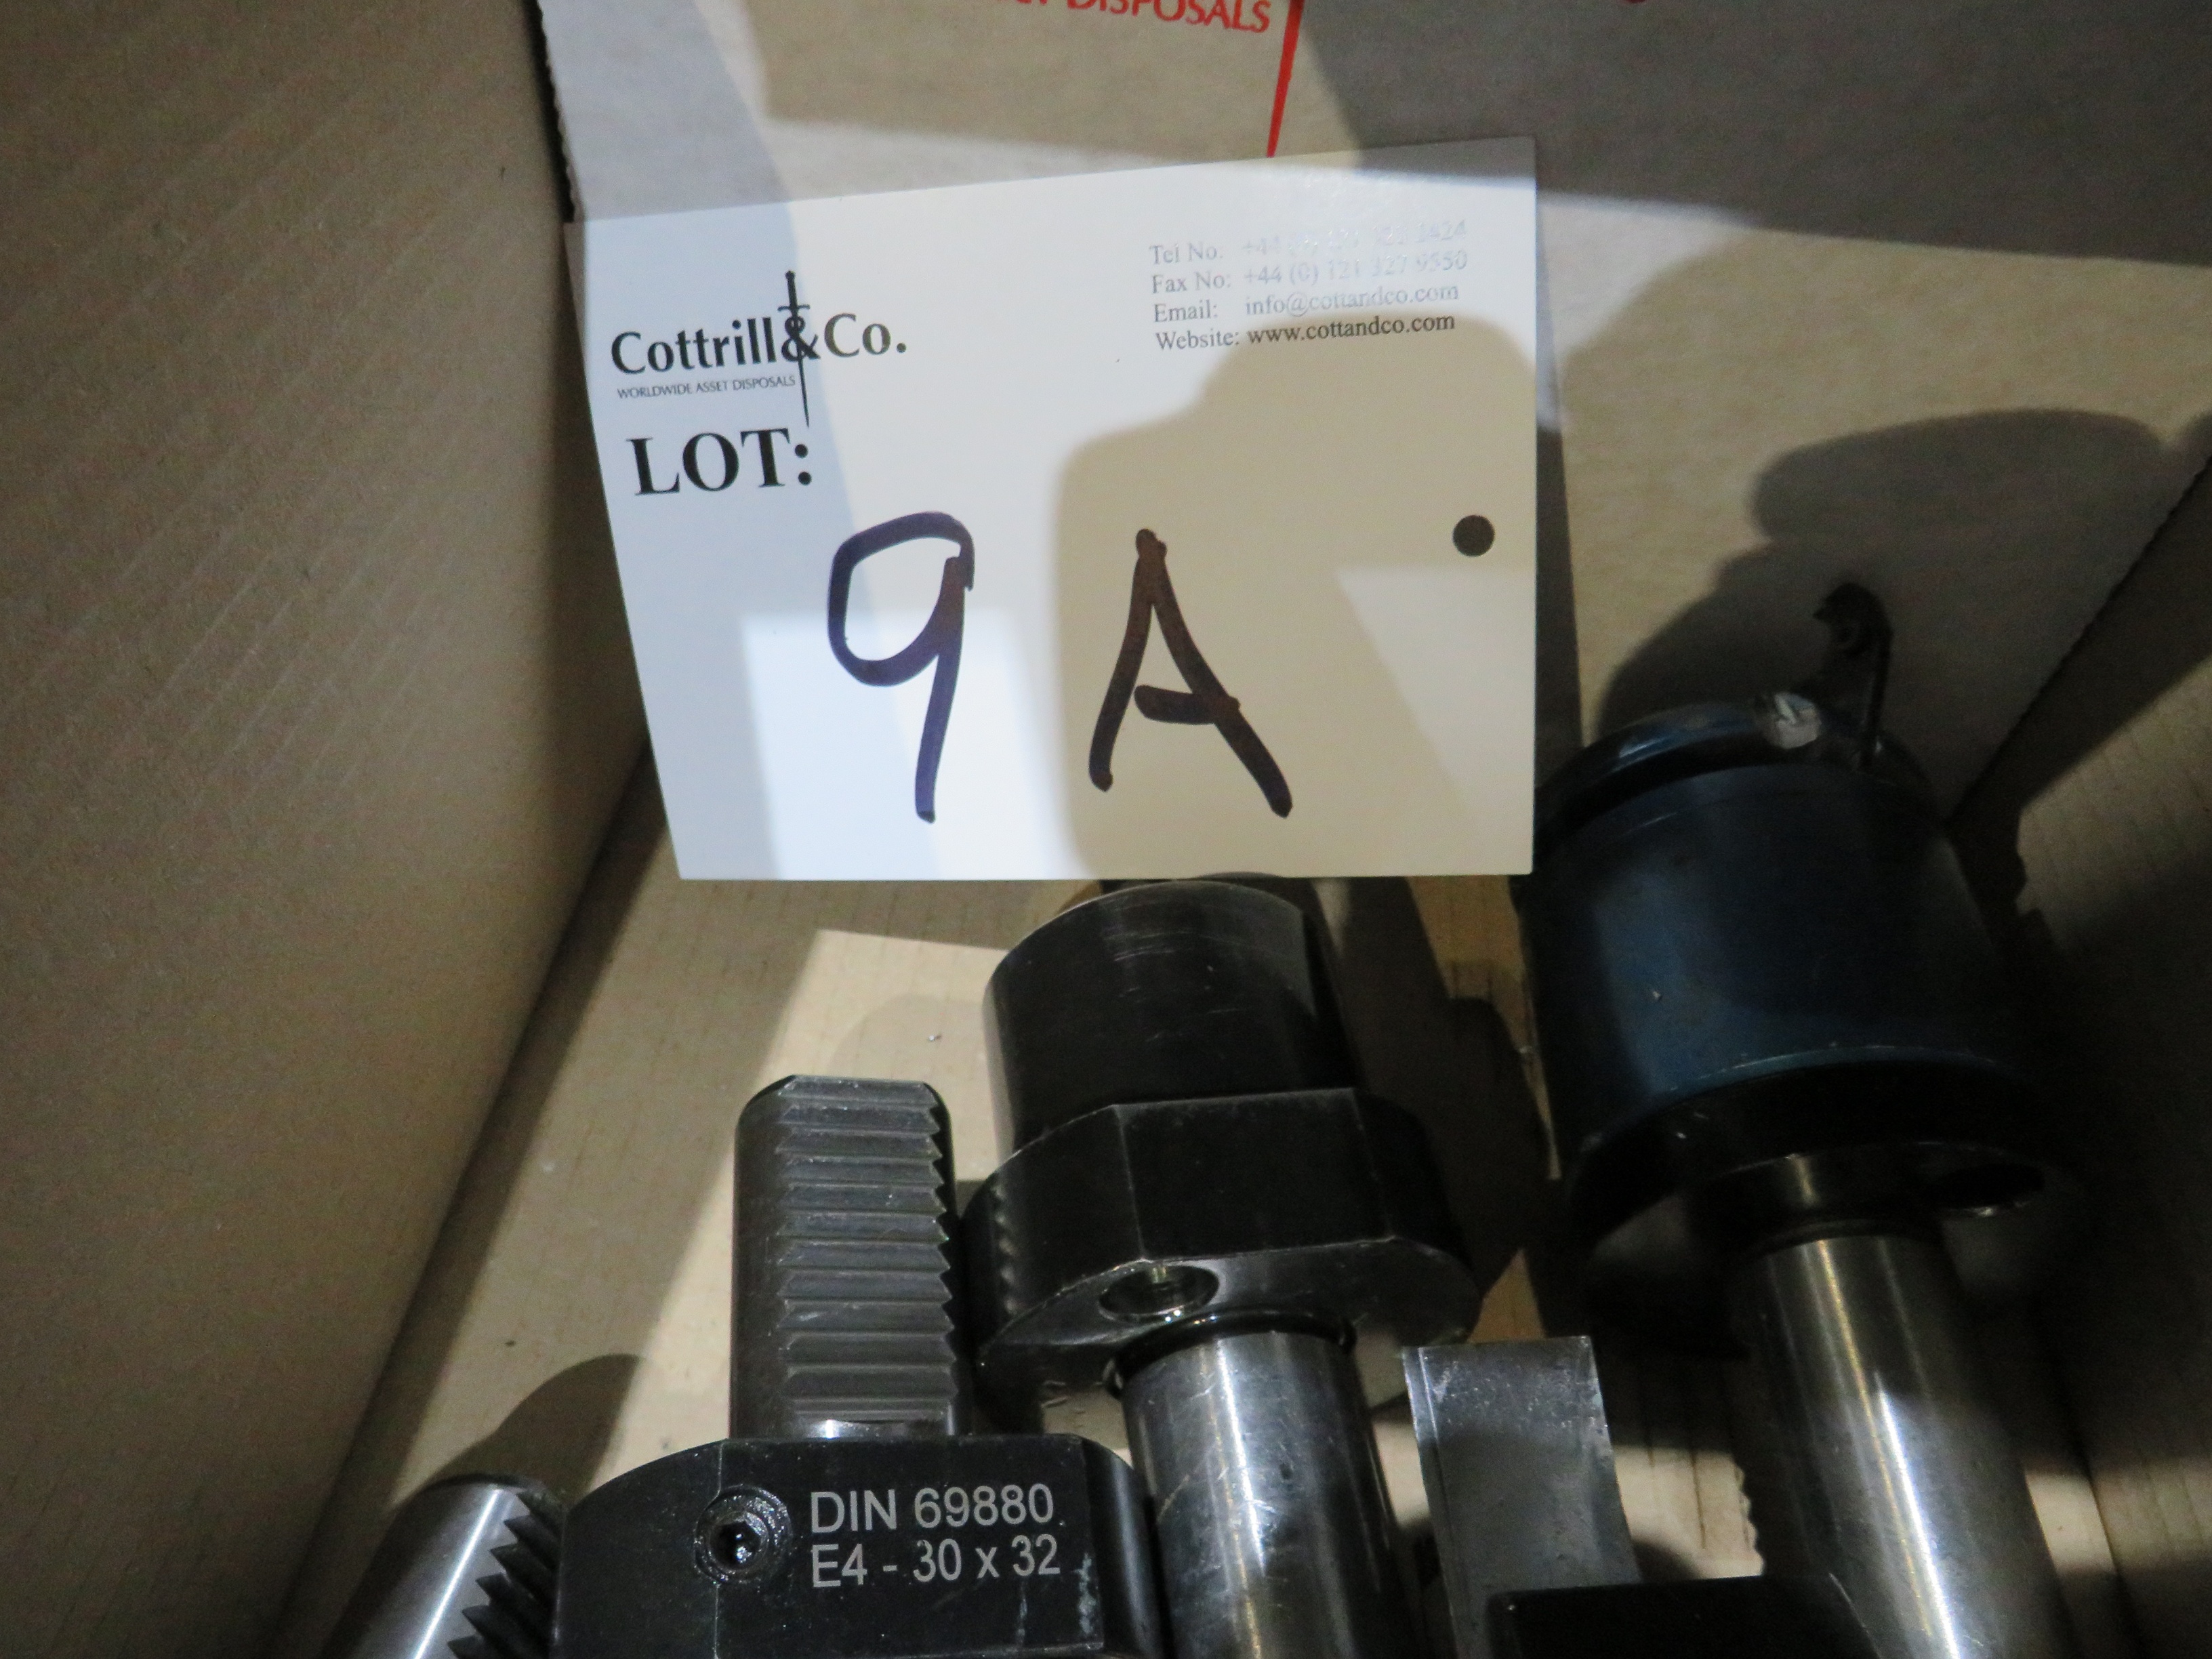 DISPOSALS
Cottrill&Co.
WORLDWIDE ASSET DISPOSALS
Tel No:
Fax No: +44 (0) 121 327 9550
Email: info@cottandco.com
Website: www.cottandco.com
LOT:
9A
DIN 69880
E4 - 30 x 32